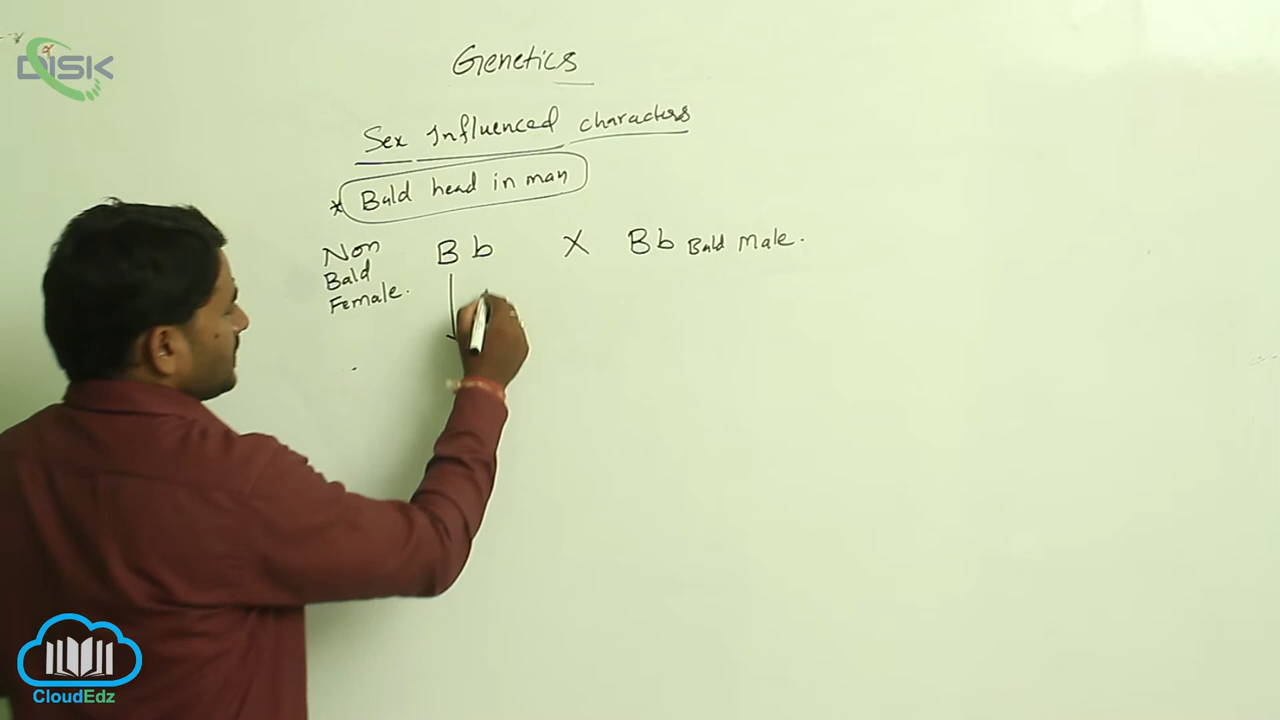 DISK
Genetics
Sex Influenced characters
* Bald head in man
Non Bb X Bb Bald Male.
Bald
Female.
CloudEdz